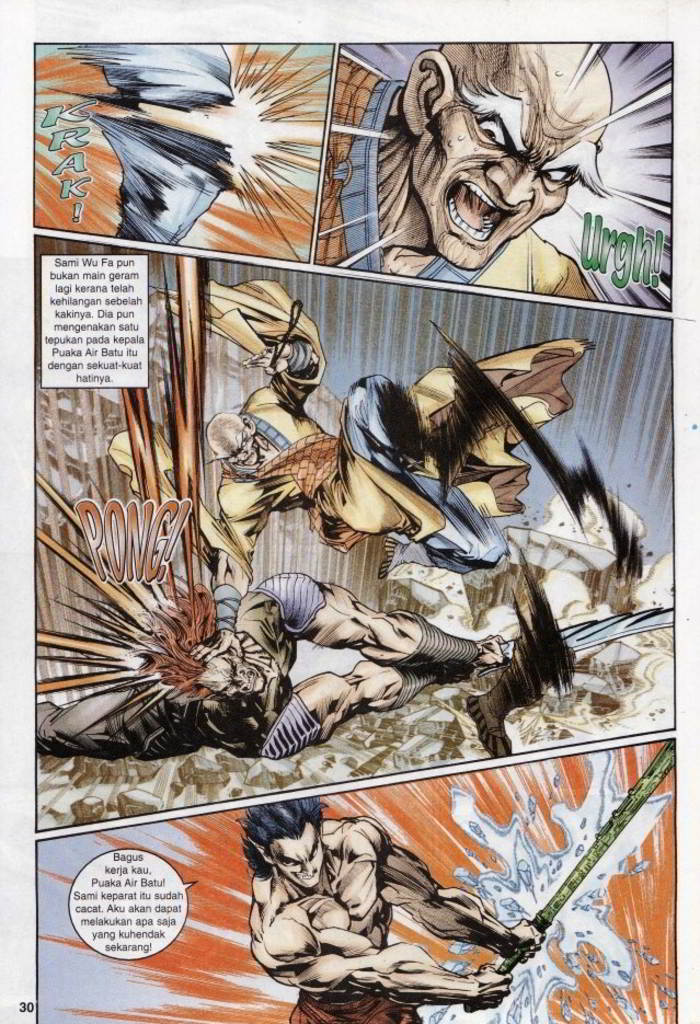 KRAK!
Urgh!
Sami Wu Fa pun
bukan main geram
lagi kerana telah
kehilangan sebelah
kakinya. Dia pun
mengenakan satu
tepukan pada kepala
Puaka Air Batu itu
dengan sekuat-kuat
hatinya.
PONG!
Bagus
kerja kau,
Puaka Air Batu!
Sami keparat itu sudah
cacat. Aku akan dapat
melakukan apa saja
yang kuhendak
sekarang!
30